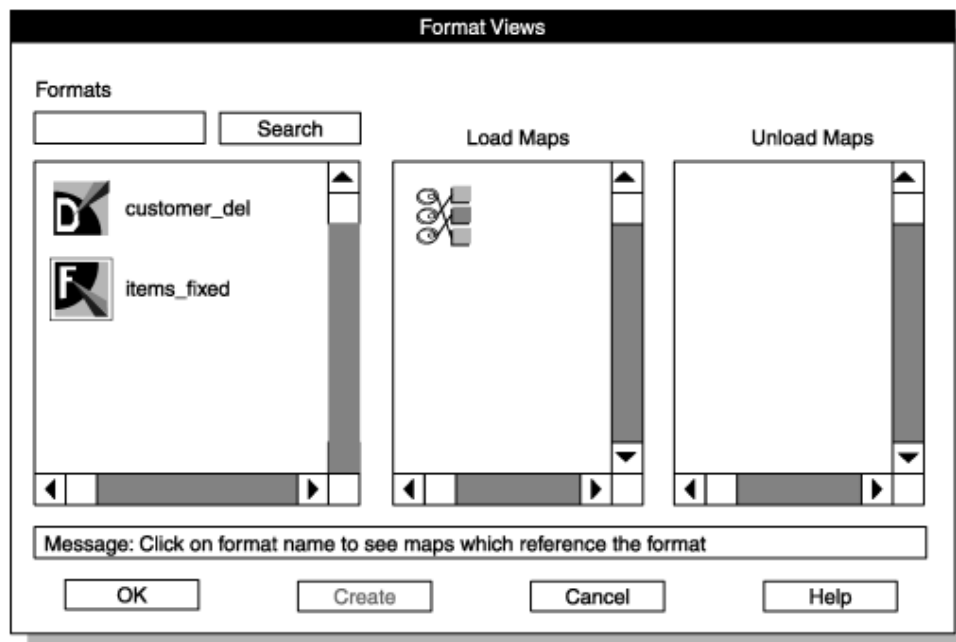 Format Views
Formats
Search
Load Maps
Unload Maps
D
customer_del
F
items_fixed
Message: Click on format name to see maps which reference the format
OK
Create
Cancel
Help